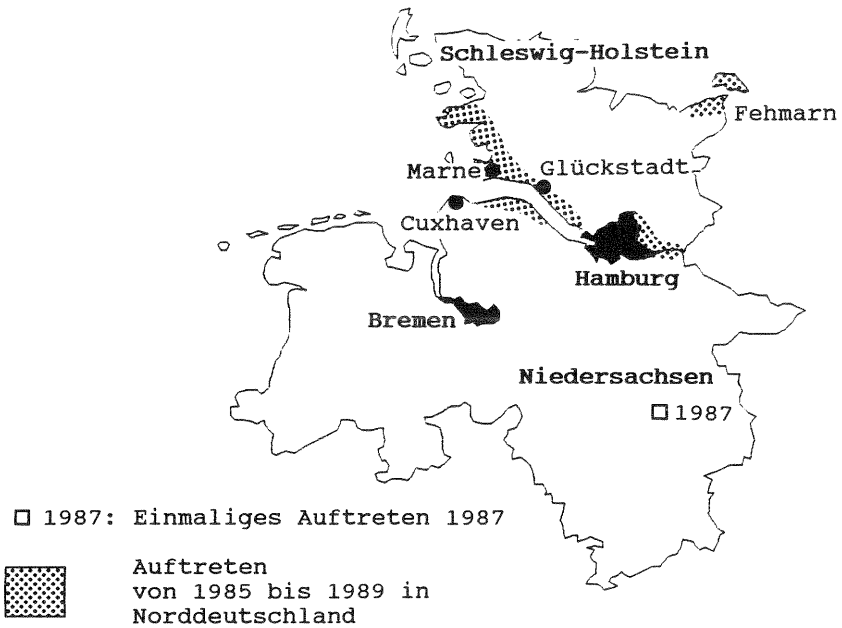 Schleswig-Holstein
Fehmarn
Marne
Glückstadt
Cuxhaven
Hamburg
Bremen
Niedersachsen
1987
1987: Einmaliges Auftreten 1987
Auftreten
von 1985 bis 1989 in
Norddeutschland